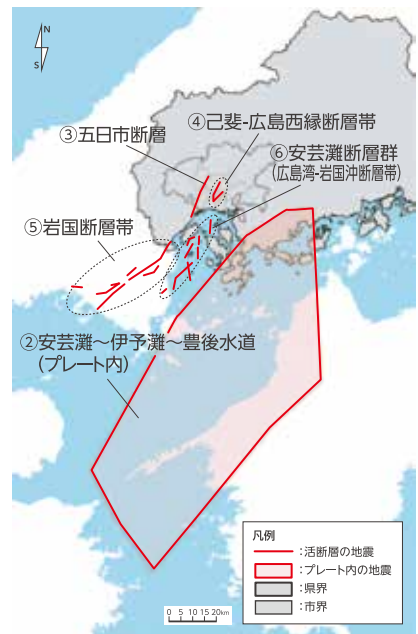 N
S
④己斐-広島西縁断層帯
③五日市断層
⑥安芸灘断層群
(広島湾-岩国沖断層帯)
⑤岩国断層帯
②安芸灘～伊予灘～豊後水道
(プレート内)
凡例
:活断層の地震
:プレート内の地震
:県界
:市界
0 5 10 15 20km